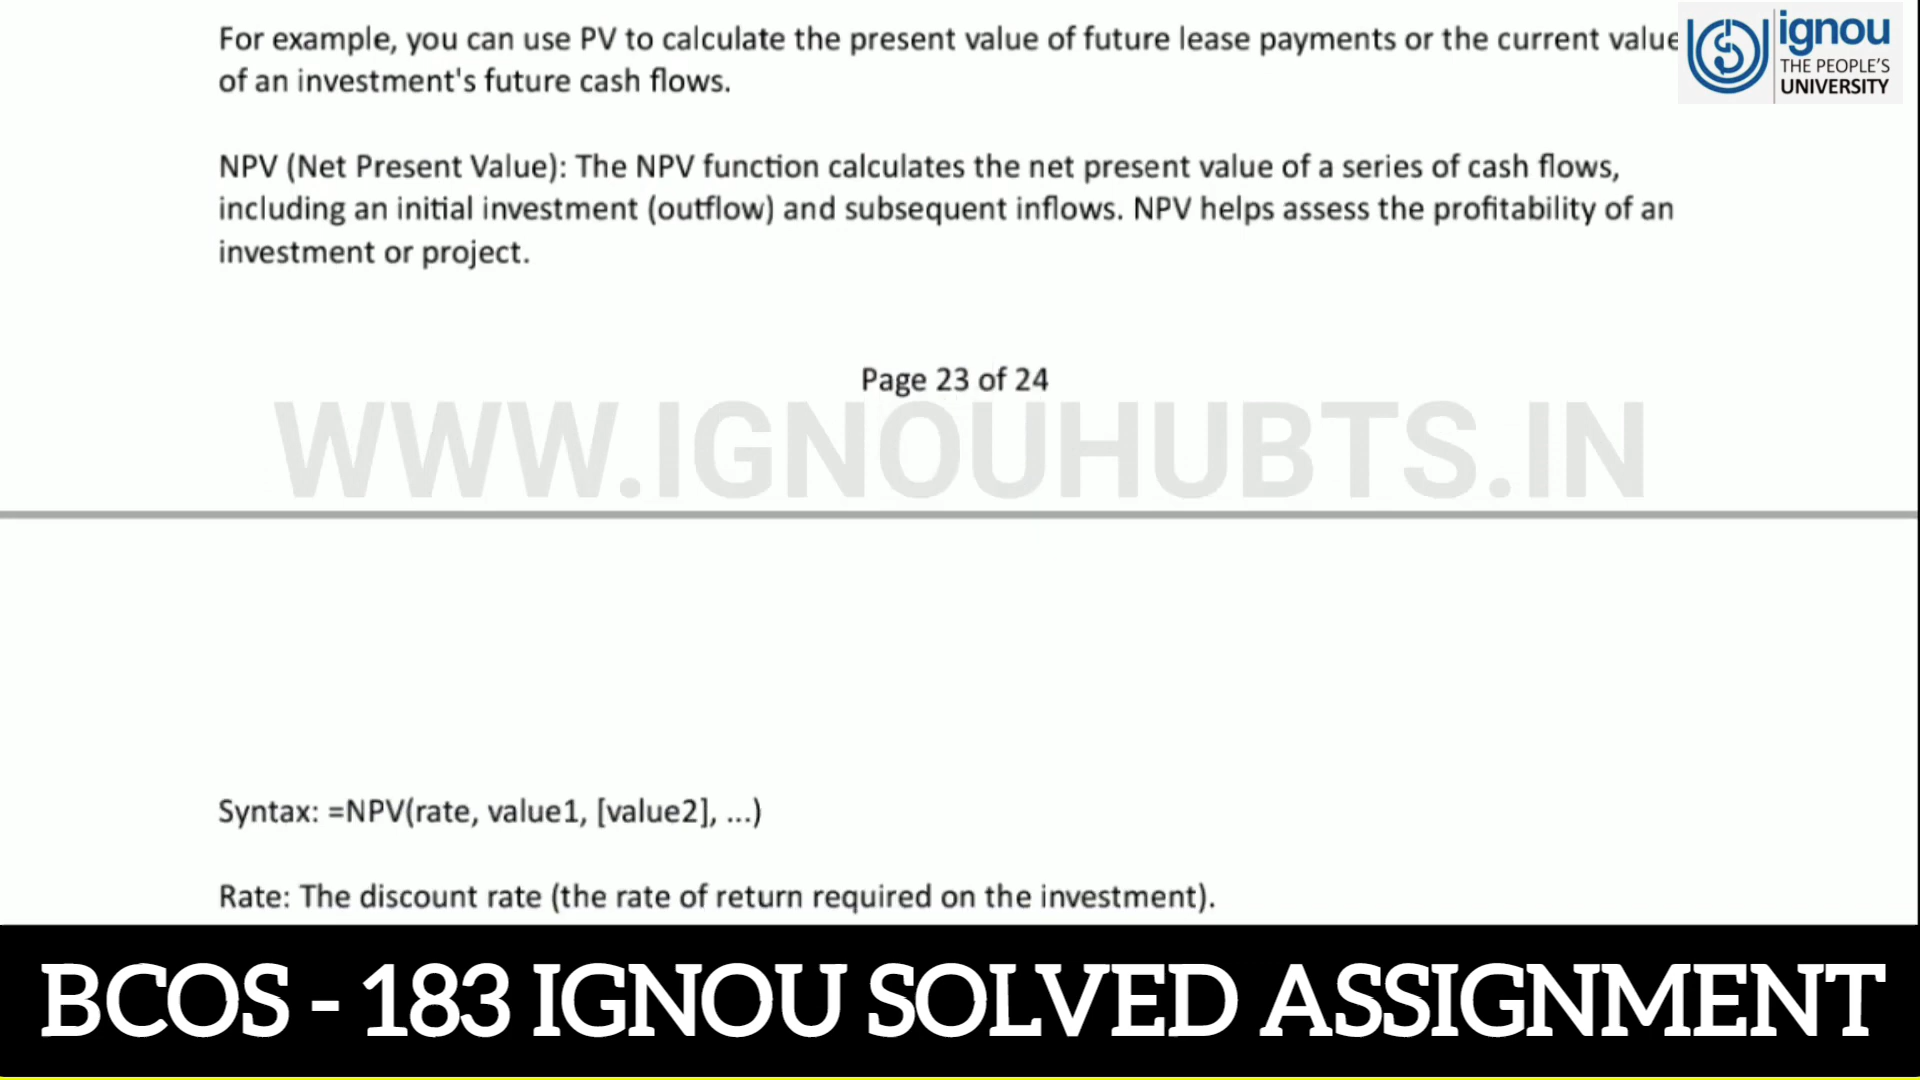 For example, you can use PV to calculate the present value of future lease payments or the current value
of an investment's future cash flows.
ignou
THE PEOPLE'S
UNIVERSITY
NPV (Net Present Value): The NPV function calculates the net present value of a series of cash flows,
including an initial investment (outflow) and subsequent inflows. NPV helps assess the profitability of an
investment or project.
Page 23 of 24
WWW.IGNOUHUBTS.IN
Syntax: =NPV(rate, value1, [value2], ...)
Rate: The discount rate (the rate of return required on the investment).
BCOS - 183 IGNOU SOLVED ASSIGNMENT